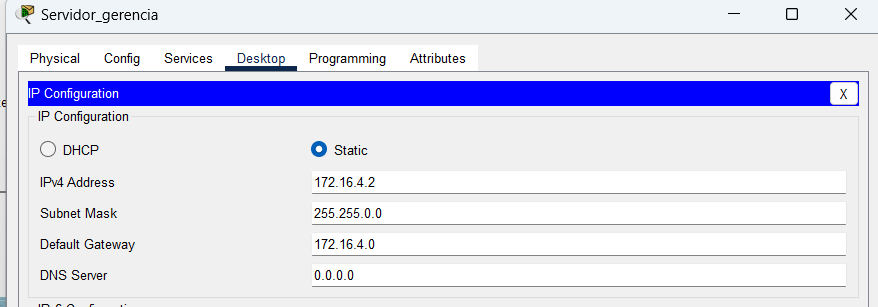 Servidor_gerencia
Physical Config Services Desktop Programming Attributes
IP Configuration X
IP Configuration
DHCP Static
IPv4 Address 172.16.4.2
Subnet Mask 255.255.0.0
Default Gateway 172.16.4.0
DNS Server 0.0.0.0